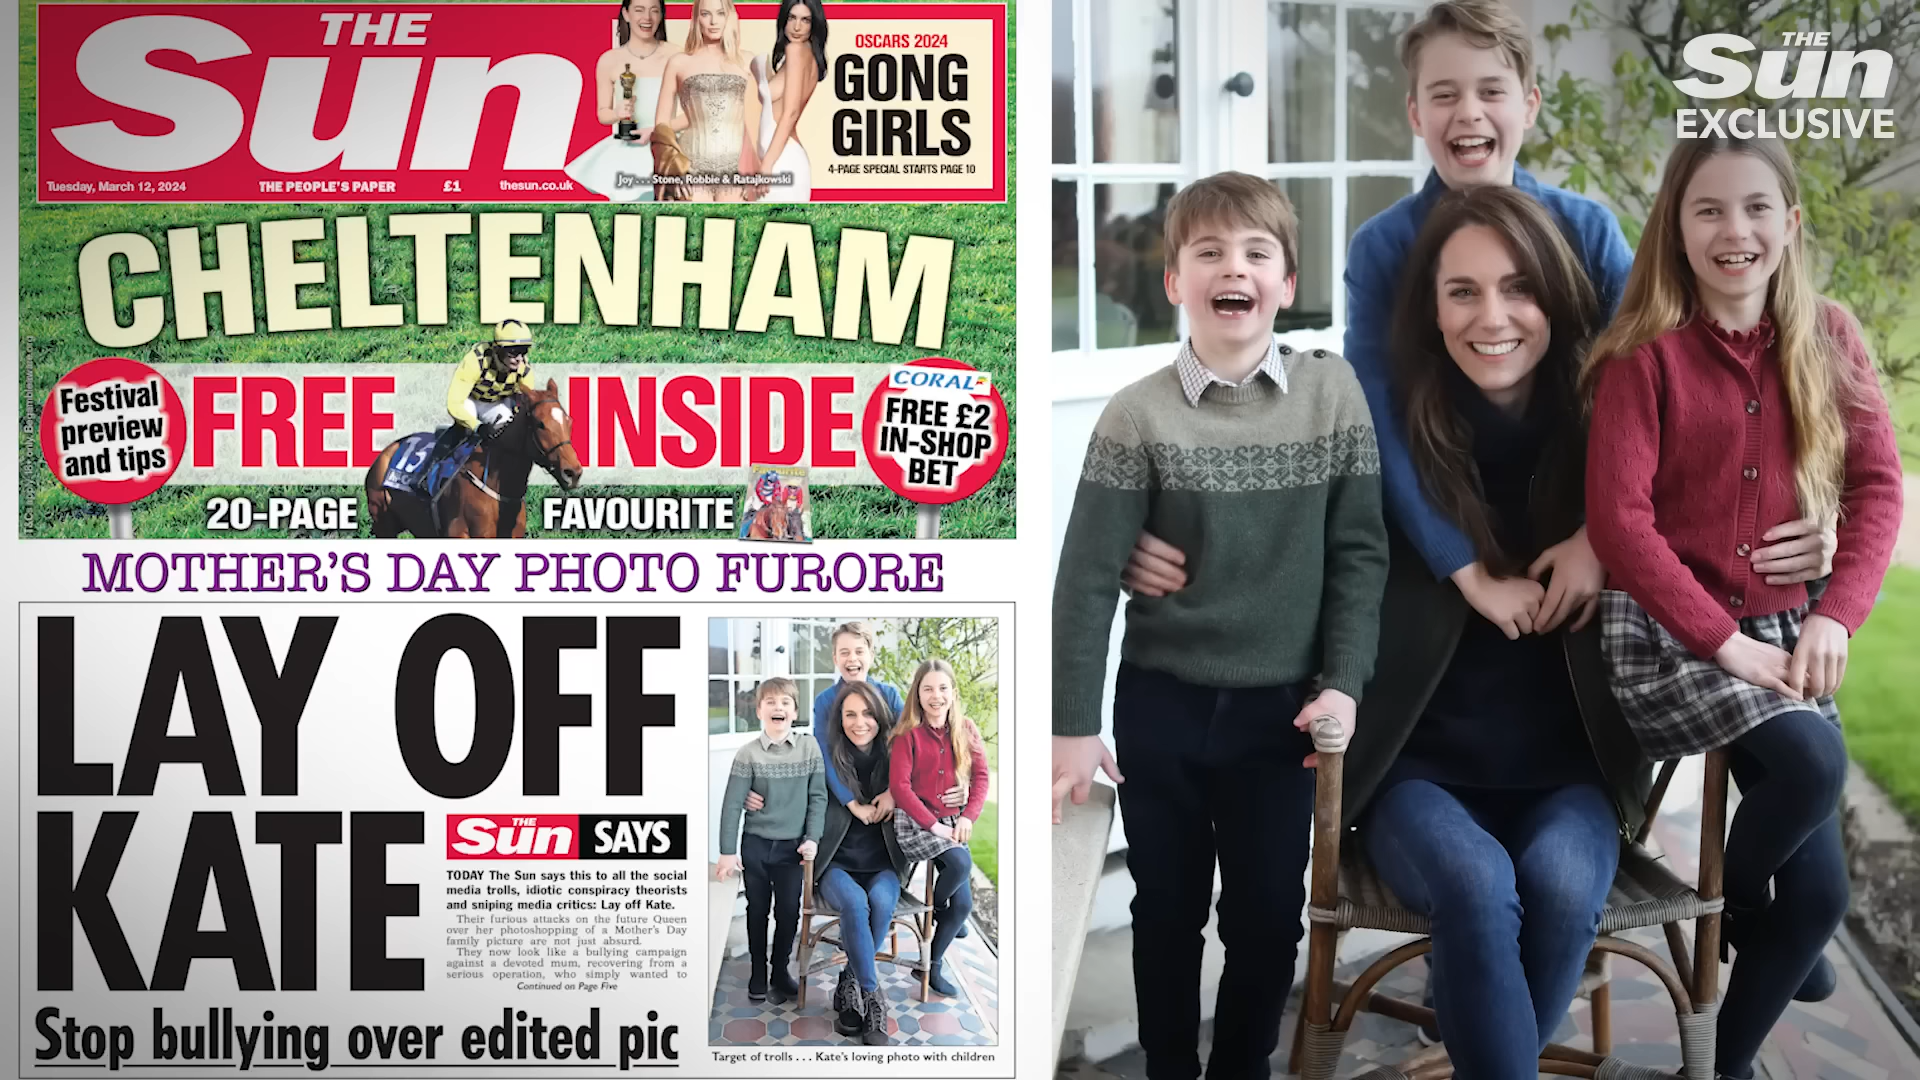 THE
Sun
Tuesday, March 12, 2024
THE PEOPLE'S PAPER
£1
thesun.co.uk
Joy . . . Stone, Robbie & Ratajkowski
OSCARS 2024
GONG
GIRLS
4-PAGE SPECIAL STARTS PAGE 10
CHELTENHAM
Festival
preview
and tips
FREE INSIDE
CORAL
FREE £2
IN-SHOP
BET
15
20-PAGE FAVOURITE
Favourite
MOTHER'S DAY PHOTO FURORE
LAY OFF
KATE
THE
Sun SAYS
TODAY The Sun says this to all the social
media trolls, idiotic conspiracy theorists
and sniping media critics: Lay off Kate.
Their furious attacks on the future Queen
over her photoshopping of a Mother's Day
family picture are not just absurd.
They now look like a bullying campaign
against a devoted mum, recovering from a
serious operation, who simply wanted to
Continued on Page Five
Stop bullying over edited pic
Target of trolls . . . Kate's loving photo with children
THE
Sun
EXCLUSIVE